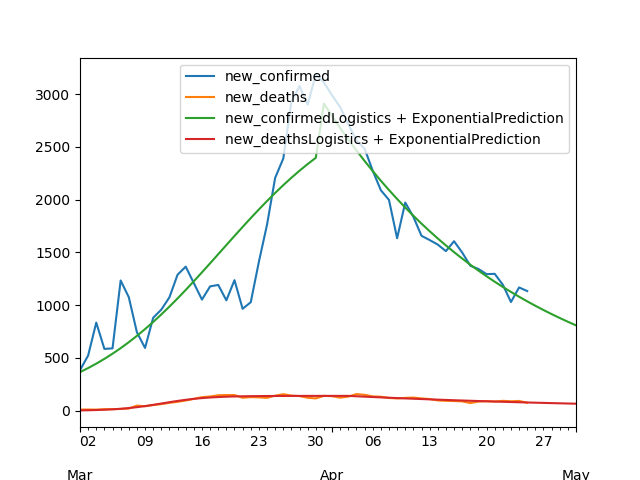 new_confirmed
new_deaths
new_confirmedLogistics + ExponentialPrediction
new_deathsLogistics + ExponentialPrediction
3000
2500
2000
1500
1000
500
0
02 09 16 23 30 06 13 20 27
Mar Apr May